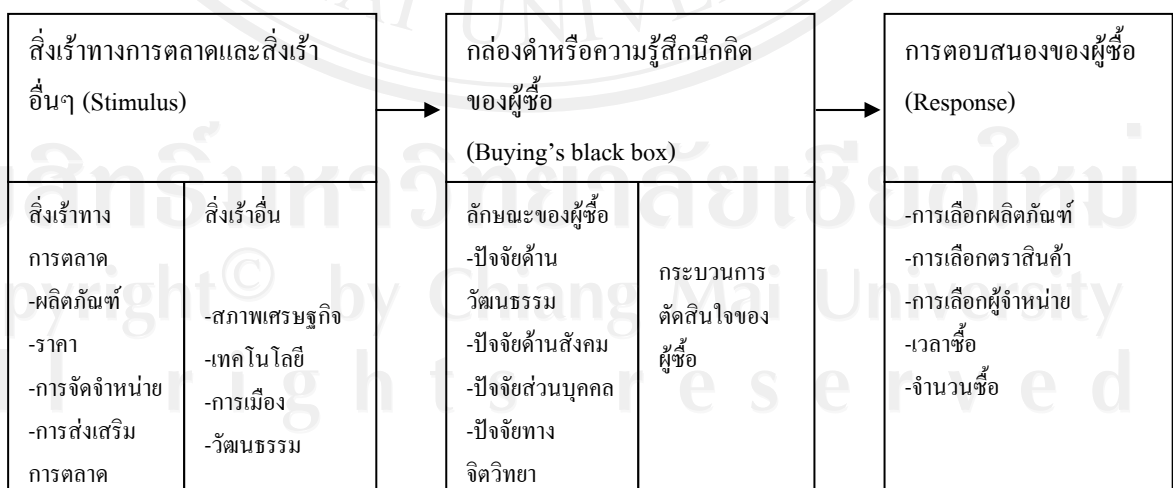 สิ่งเร้าทางการตลาดและสิ่งเร้า
อื่นๆ (Stimulus)
กล่องดำหรือความรู้สึกนึกคิด
ของผู้ซื้อ
(Buying’s black box)
การตอบสนองของผู้ซื้อ
(Response)
สิ่งเร้าทาง
การตลาด
-ผลิตภัณฑ์
-ราคา
-การจัดจำหน่าย
-การส่งเสริม
การตลาด
สิ่งเร้าอื่น
-สภาพเศรษฐกิจ
-เทคโนโลยี
-การเมือง
-วัฒนธรรม
ลักษณะของผู้ซื้อ
-ปัจจัยด้าน
วัฒนธรรม
-ปัจจัยด้านสังคม
-ปัจจัยส่วนบุคคล
-ปัจจัยทาง
จิตวิทยา
กระบวนการ
ตัดสินใจของ
ผู้ซื้อ
-การเลือกผลิตภัณฑ์
-การเลือกตราสินค้า
-การเลือกผู้จำหน่าย
-เวลาซื้อ
-จำนวนซื้อ
by Chiang Mai University
rights reserved